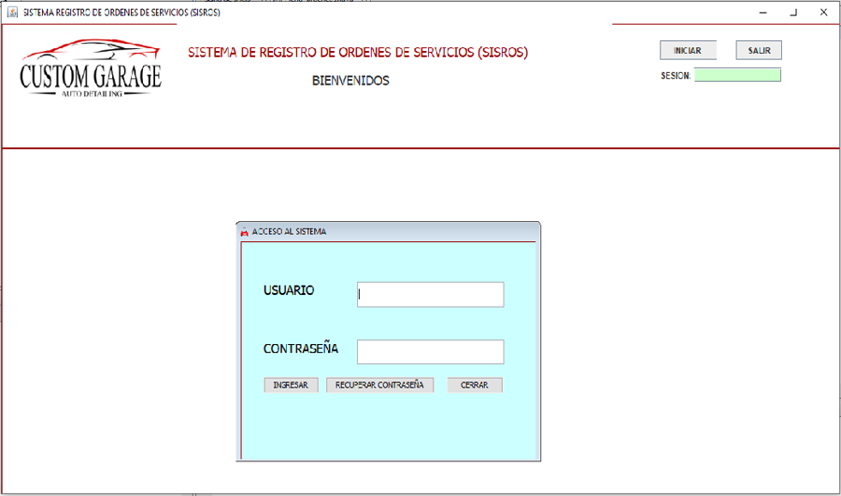 SISTEMA REGISTRO DE ORDENES DE SERVICIOS (SISROS)
CUSTOM GARAGE
AUTO DETAILING
SISTEMA DE REGISTRO DE ORDENES DE SERVICIOS (SISROS)
BIENVENIDOS
INICIAR
SALIR
SESION:
ACCESO AL SISTEMA
USUARIO
CONTRASEÑA
INGRESAR
RECUPERAR CONTRASEÑA
CERRAR